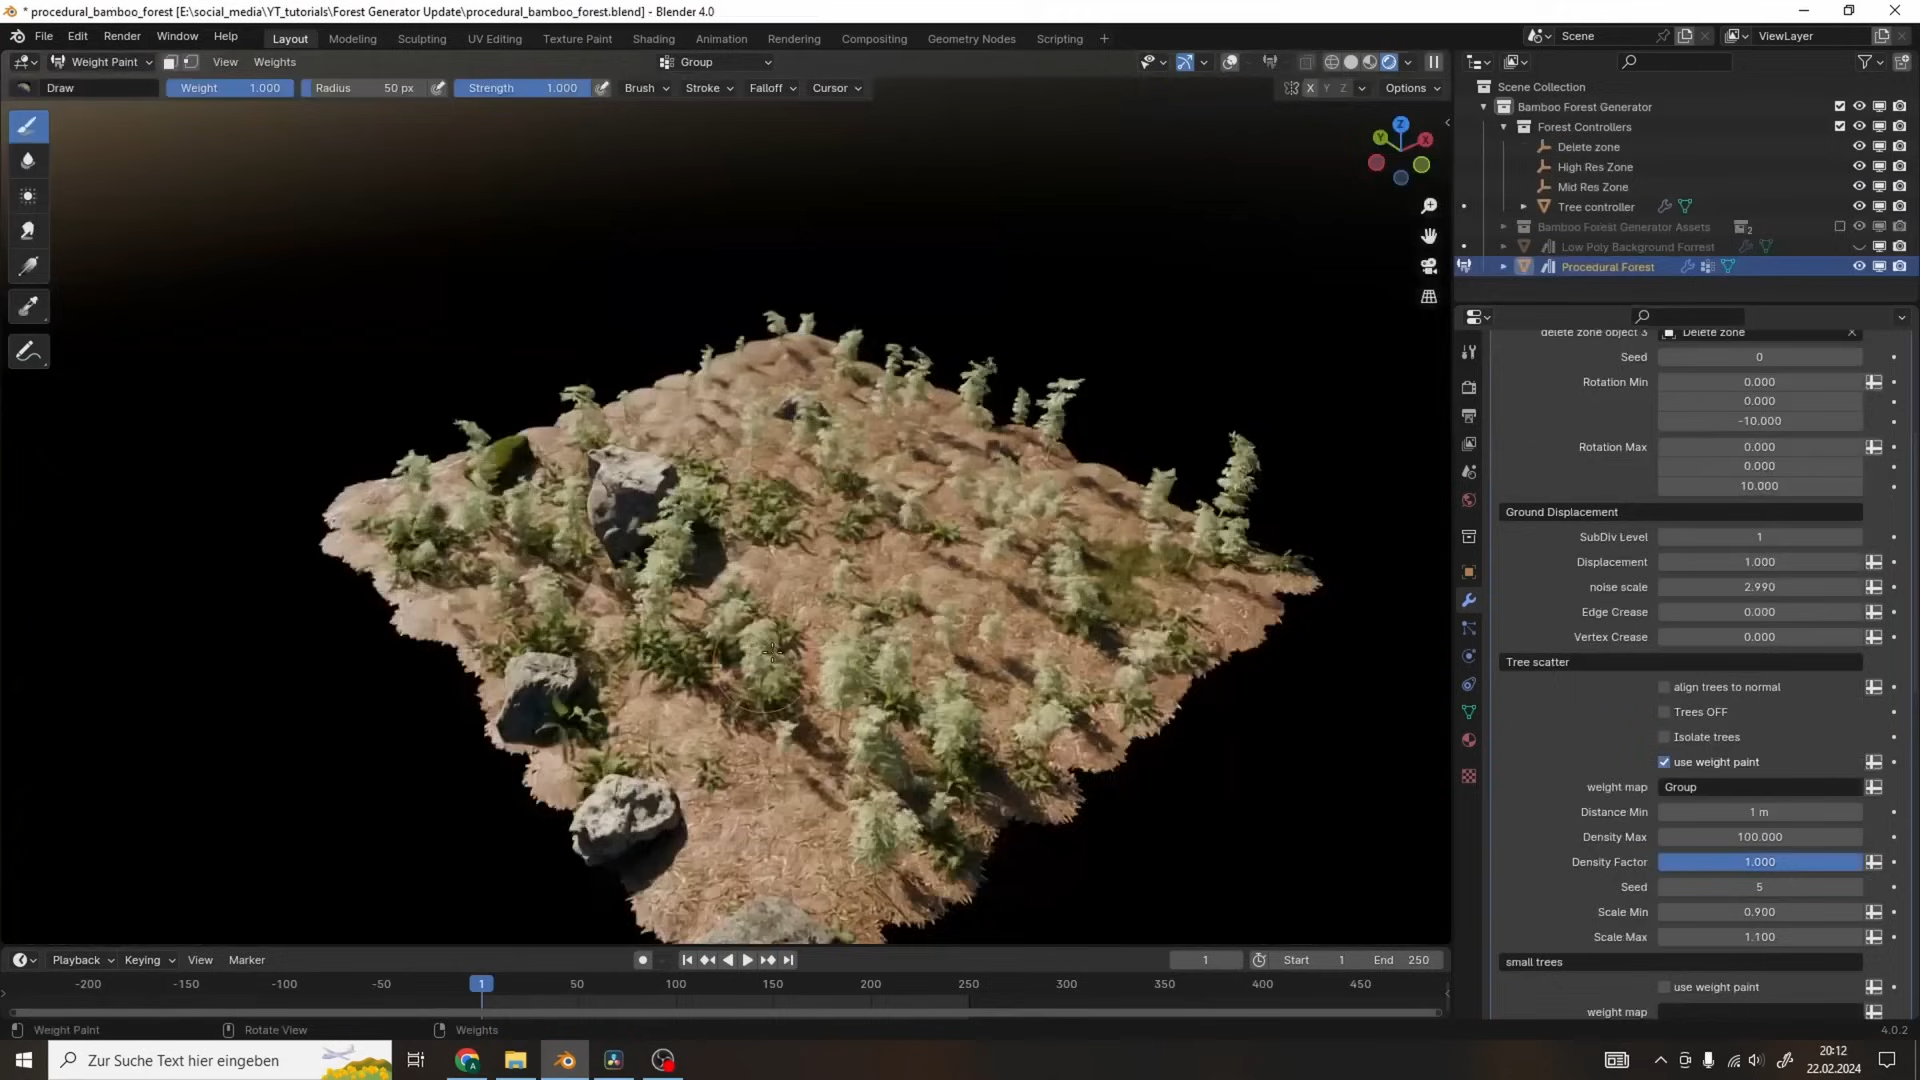 * procedural_bamboo_forest [E:\social_media\YT_tutorials\Forest Generator Update\procedural_bamboo_forest.blend] - Blender 4.0
File Edit Render Window Help Layout Modeling Sculpting UV Editing Texture Paint Shading Animation Rendering Compositing Geometry Nodes Scripting + Scene ViewLayer
Weight Paint View Weights Group
Draw Weight 1.000 Radius 50 px Strength 1.000 Brush Stroke Falloff Cursor X Y Z Options
Z
Y
X
Scene Collection
Bamboo Forest Generator
Forest Controllers
Delete zone
High Res Zone
Mid Res Zone
Tree controller
Bamboo Forest Generator Assets 2
Low Poly Background Forrest
Procedural Forest
delete zone object 3 Delete zone
Seed 0
Rotation Min 0.000
0.000
-10.000
Rotation Max 0.000
0.000
10.000
Ground Displacement
SubDiv Level 1
Displacement 1.000
noise scale 2.990
Edge Crease 0.000
Vertex Crease 0.000
Tree scatter
align trees to normal
Trees OFF
Isolate trees
use weight paint
weight map Group
Distance Min 1 m
Density Max 100.000
Density Factor 1.000
Seed 5
Scale Min 0.900
Scale Max 1.100
small trees
use weight paint
weight map
Playback Keying View Marker 1 Start 1 End 250
-200 -150 -100 -50 1 50 100 150 200 250 300 350 400 450
Weight Paint Rotate View Weights 4.0.2
Zur Suche Text hier eingeben
20:12
22.02.2024